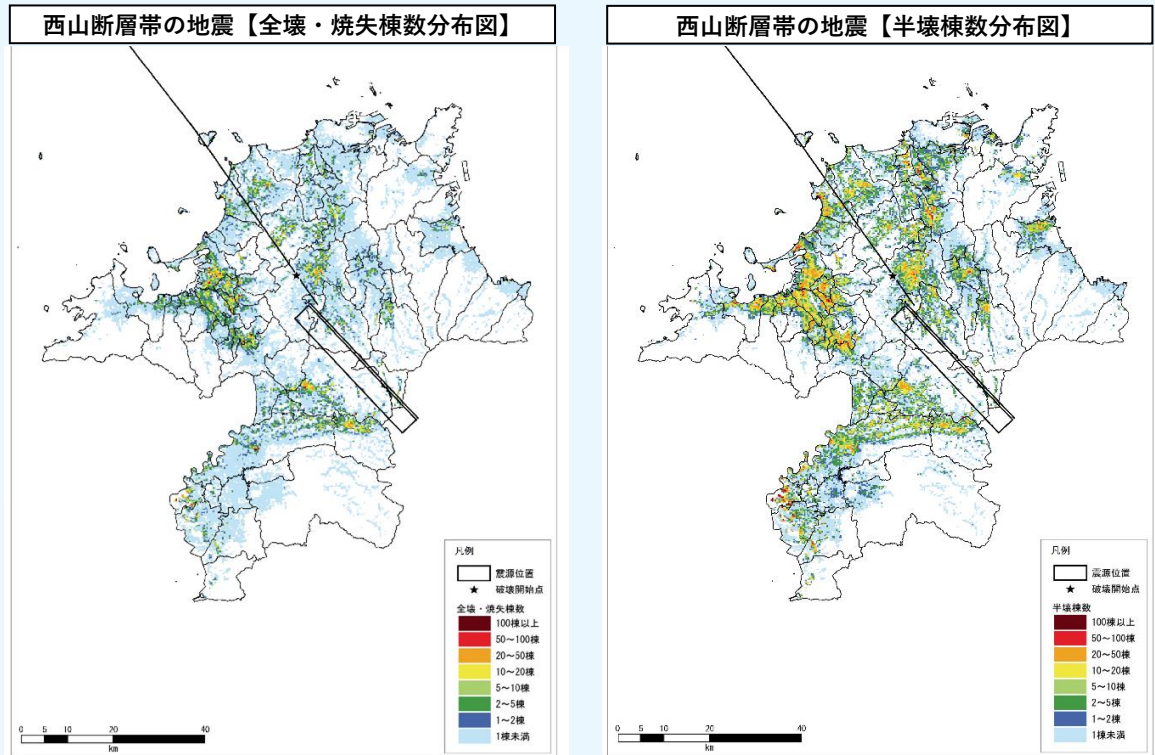 西山断層帯の地震【全壊・焼失棟数分布図】
凡例
震源位置
★ 破壊開始点
全壊・焼失棟数
100棟以上
50～100棟
20～50棟
10～20棟
5～10棟
2～5棟
1～2棟
1棟未満
0 5 10 20 40
km
西山断層帯の地震【半壊棟数分布図】
凡例
震源位置
★ 破壊開始点
半壊棟数
100棟以上
50～100棟
20～50棟
10～20棟
5～10棟
2～5棟
1～2棟
1棟未満
0 5 10 20 40
km